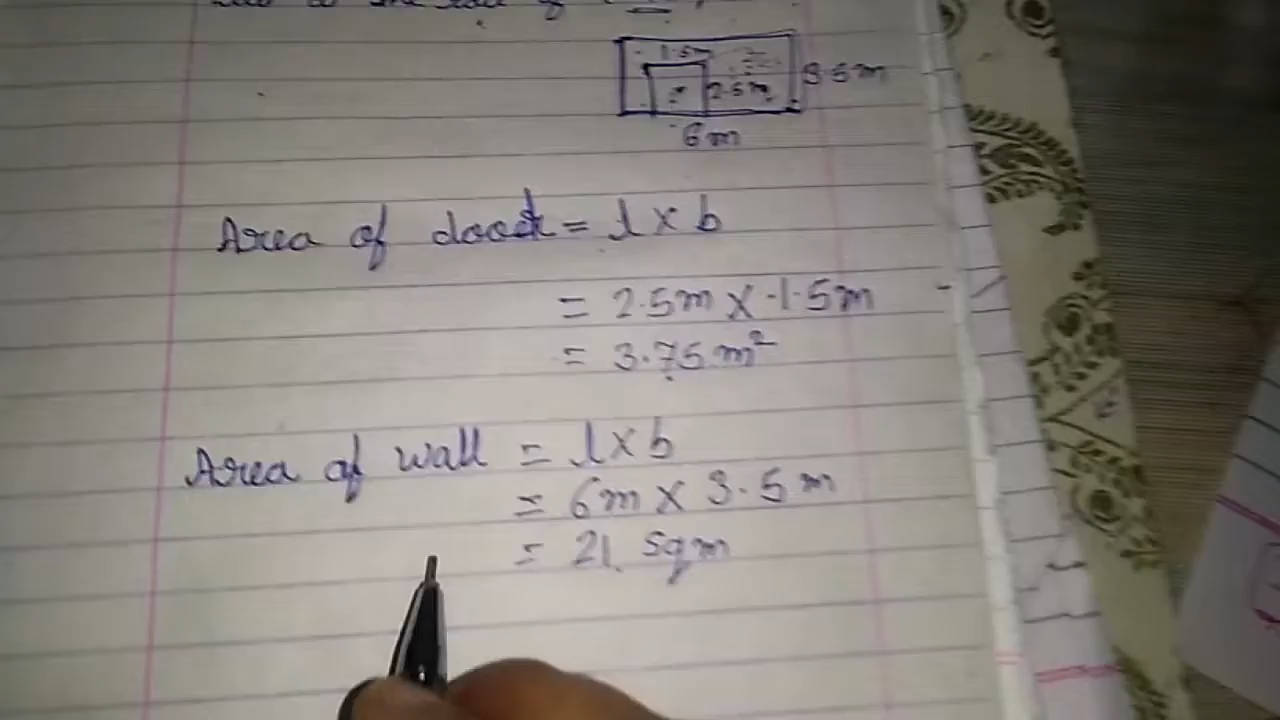 1.5m
3.5m
2.5m
6m
Area of door = l x b
= 2.5m x 1.5m
= 3.75 m²
Area of wall = l x b
= 6m x 3.5 m
= 21 sqm